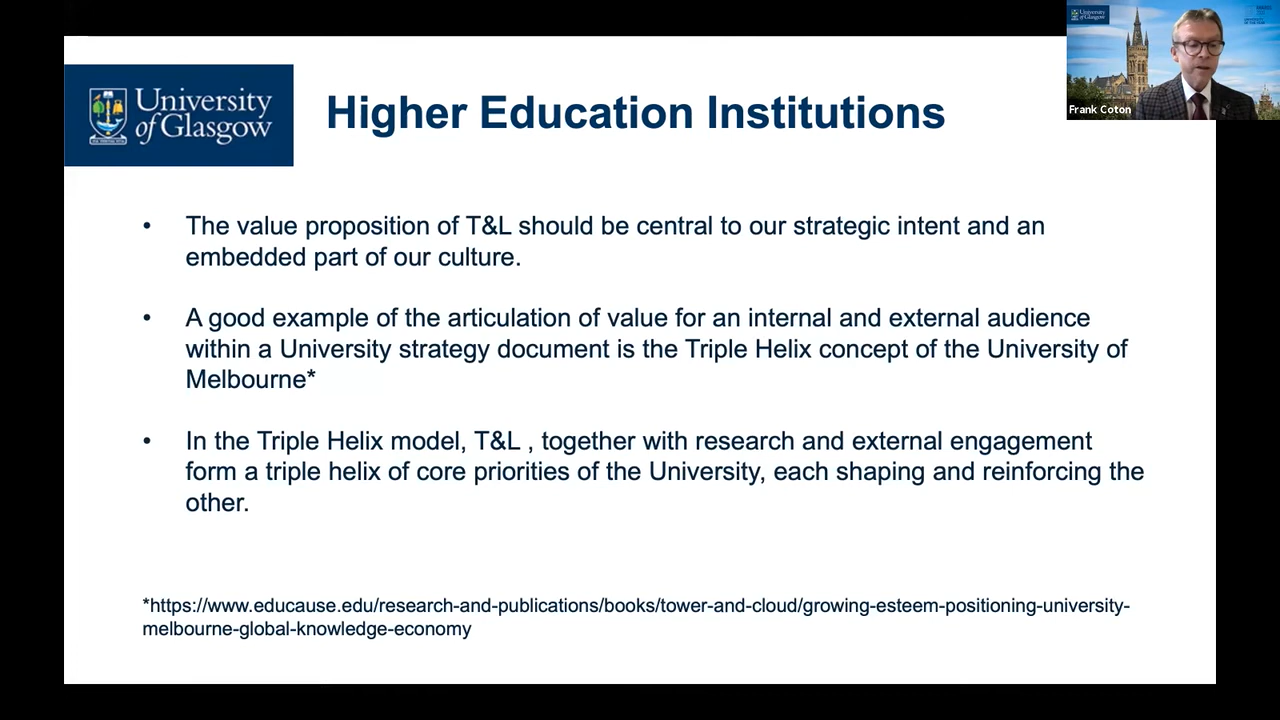 University
of Glasgow
Higher Education Institutions
University
of Glasgow
Frank Coton
• The value proposition of T&L should be central to our strategic intent and an
embedded part of our culture.
• A good example of the articulation of value for an internal and external audience
within a University strategy document is the Triple Helix concept of the University of
Melbourne*
• In the Triple Helix model, T&L , together with research and external engagement
form a triple helix of core priorities of the University, each shaping and reinforcing the
other.
*https://www.educause.edu/research-and-publications/books/tower-and-cloud/growing-esteem-positioning-university-
melbourne-global-knowledge-economy